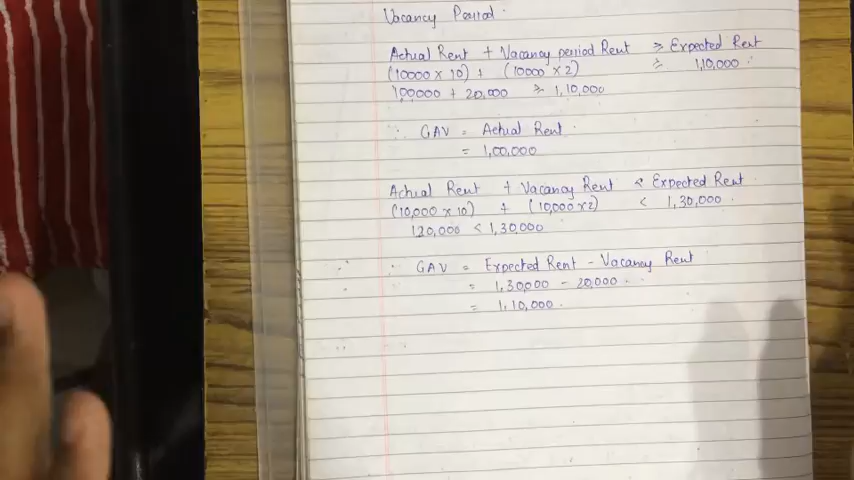 Vacancy Period.
Actual Rent + Vacancy period Rent ≥ Expected Rent
(10000 x 10) + (10000 x 2) ≥ 1,10,000
1,00,000 + 20,000 ≥ 1,10,000
∴ GAV = Actual Rent.
= 1,00,000
Actual Rent + Vacancy Rent < Expected Rent
(10,000 x 10) + (10,000 x 2) < 1,30,000
120,000 < 1,30,000
∴ GAV = Expected Rent - Vacancy Rent
= 1,30,000 - 20,000
= 1,10,000